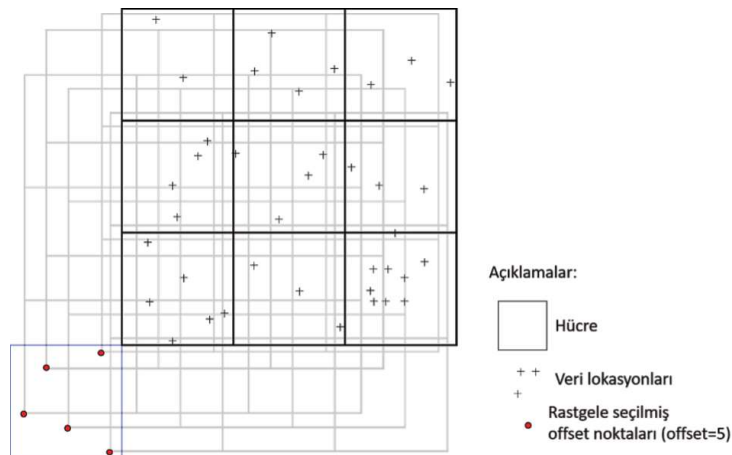 Açıklamalar:
Hücre
Veri lokasyonları
Rastgele seçilmiş
offset noktaları (offset=5)